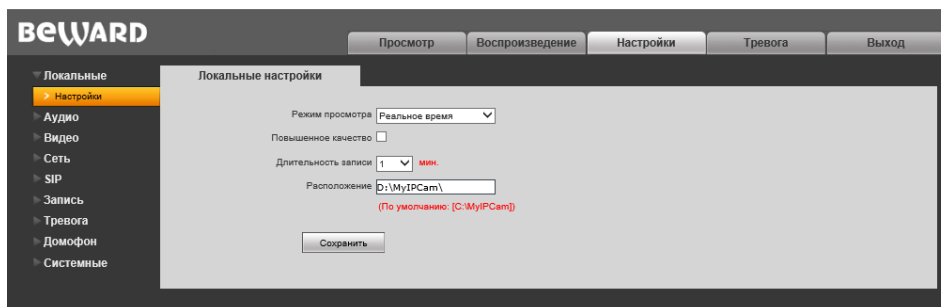 BEWARD
Просмотр Воспроизведение Настройки Тревога Выход
Локальные
Настройки
Аудио
Видео
Сеть
SIP
Запись
Тревога
Домофон
Системные
Локальные настройки
Режим просмотра Реальное время
Повышенное качество
Длительность записи 1 мин.
Расположение D:\MyIPCam\
(По умолчанию: [C:\MyIPCam])
Сохранить